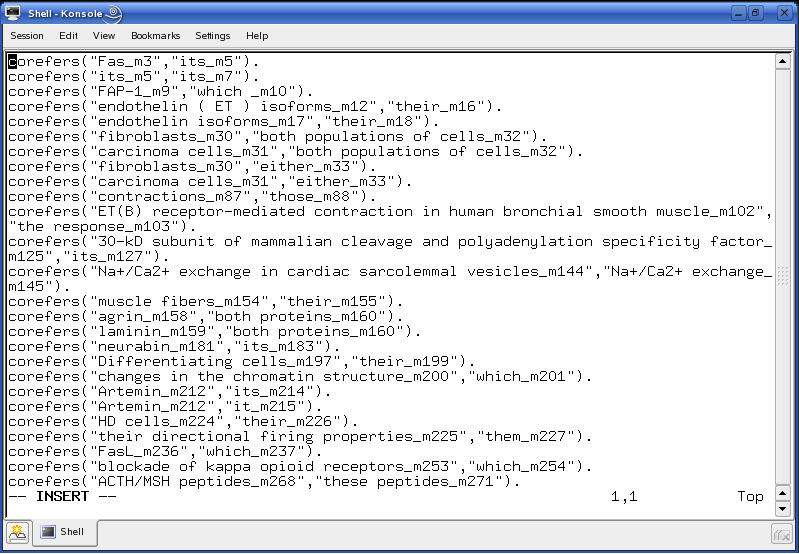 Shell - Konsole
Session Edit View Bookmarks Settings Help
corefers("Fas_m3","its_m5").
corefers("its_m5","its_m7").
corefers("FAP-1_m9","which _m10").
corefers("endothelin ( ET ) isoforms_m12","their_m16").
corefers("endothelin isoforms_m17","their_m18").
corefers("fibroblasts_m30","both populations of cells_m32").
corefers("carcinoma cells_m31","both populations of cells_m32").
corefers("fibroblasts_m30","either_m33").
corefers("carcinoma cells_m31","either_m33").
corefers("contractions_m87","those_m88").
corefers("ET(B) receptor-mediated contraction in human bronchial smooth muscle_m102",
"the response_m103").
corefers("30-kD subunit of mammalian cleavage and polyadenylation specificity factor_
m125","its_m127").
corefers("Na+/Ca2+ exchange in cardiac sarcolemmal vesicles_m144","Na+/Ca2+ exchange_
m145").
corefers("muscle fibers_m154","their_m155").
corefers("agrin_m158","both proteins_m160").
corefers("laminin_m159","both proteins_m160").
corefers("neurabin_m181","its_m183").
corefers("Differentiating cells_m197","their_m199").
corefers("changes in the chromatin structure_m200","which_m201").
corefers("Artemin_m212","its_m214").
corefers("Artemin_m212","it_m215").
corefers("HD cells_m224","their_m226").
corefers("their directional firing properties_m225","them_m227").
corefers("FasL_m236","which_m237").
corefers("blockade of kappa opioid receptors_m253","which_m254").
corefers("ACTH/MSH peptides_m268","these peptides_m271").
-- INSERT -- 1,1 Top
Shell